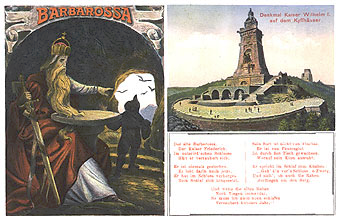 BARBAROSSA
Denkmal Kaiser Wilhelm I.
auf dem Kyffhäuser
Der alte Barbarossa,
Der Kaiser Friederich,
Im unterird'schen Schlosse
Hält er verzaubert sich.
Er ist niemals gestorben,
Er lebt darin noch jetzt,
Er hat im Schloss verborgen
Zum Schlaf sich hingesetzt.
Sein Bart ist nicht von Flachse,
Er ist von Feuersglut,
Ist durch den Tisch gewachsen,
Worauf sein Kinn ausruht.
Er spricht im Schlaf zum Knaben:
Geh hin vors Schloss, o Zwerg,
Und sieh, ob noch die Raben
Herfliegen um den Berg.
Und wenn die alten Raben
Noch fliegen immerdar,
So muss ich auch noch schlafen
Verzaubert hundert Jahr.